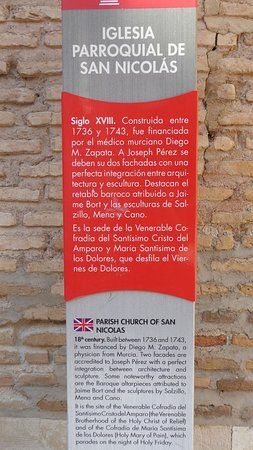 IGLESIA
PARROQUIAL DE
SAN NICOLÁS
Siglo XVIII. Construida entre
1736 y 1743, fue financiada
por el médico murciano Diego
M. Zapata. A Joseph Pérez se
deben sus dos fachadas con una
perfecta integración entre arqui-
tectura y escultura. Destacan el
retablo barroco atribuido a Jai-
me Bort y las esculturas de Sal-
zillo, Mena y Cano.
Es la sede de la Venerable Co-
fradía del Santísimo Cristo del
Amparo y María Santísima de
los Dolores, que desfila el Vier-
nes de Dolores.
PARISH CHURCH OF SAN
NICOLAS
18th century. Built between 1736 and 1743,
it was financed by Diego M. Zapata, a
physician from Murcia. Two facades are
accredited to Joseph Pérez with a perfect
integration between architecture and
sculpture. Some noteworthy attractions
are the Baroque altarpieces attributed to
Jaime Bort and the sculptures by Salzillo,
Mena and Cano.
It is the site of the Venerable Cofradía del
Santísimo Cristo del Amparo (the Venerable
Brotherhood of the Holy Christ of Relief)
and of the Cofradía de María Santísima
de los Dolores (Holy Mary of Pain), which
parades on the night of Holy Friday.